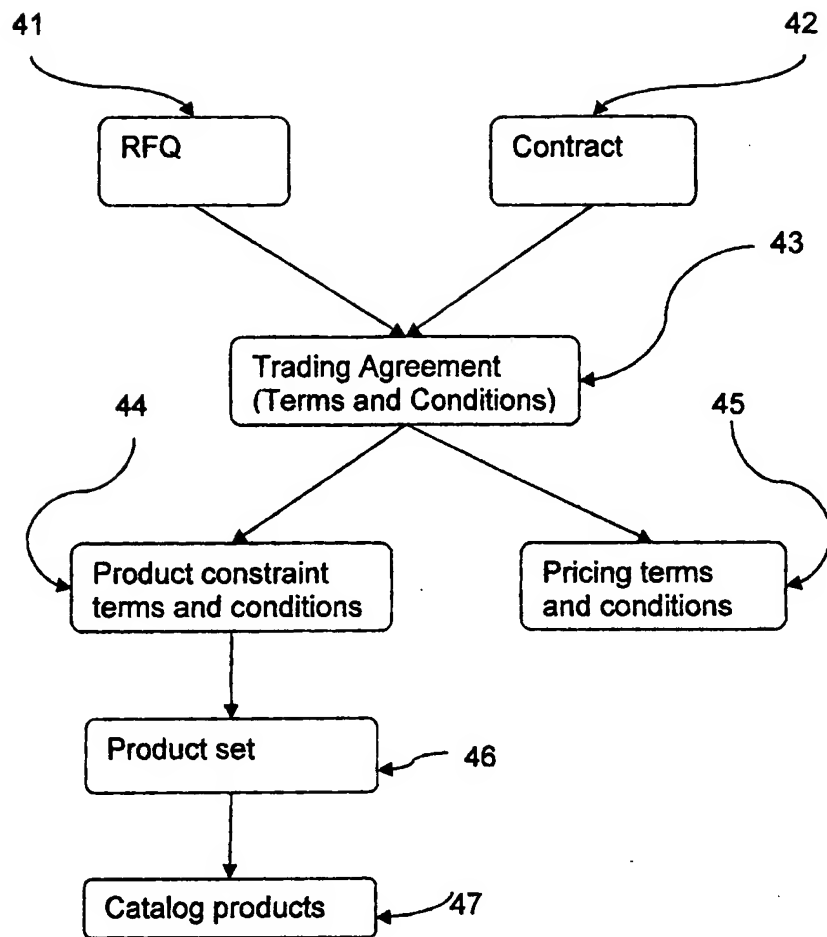 41
42
RFQ
Contract
43
Trading Agreement
(Terms and Conditions)
44
45
Product constraint
terms and conditions
Pricing terms
and conditions
Product set
46
Catalog products
47